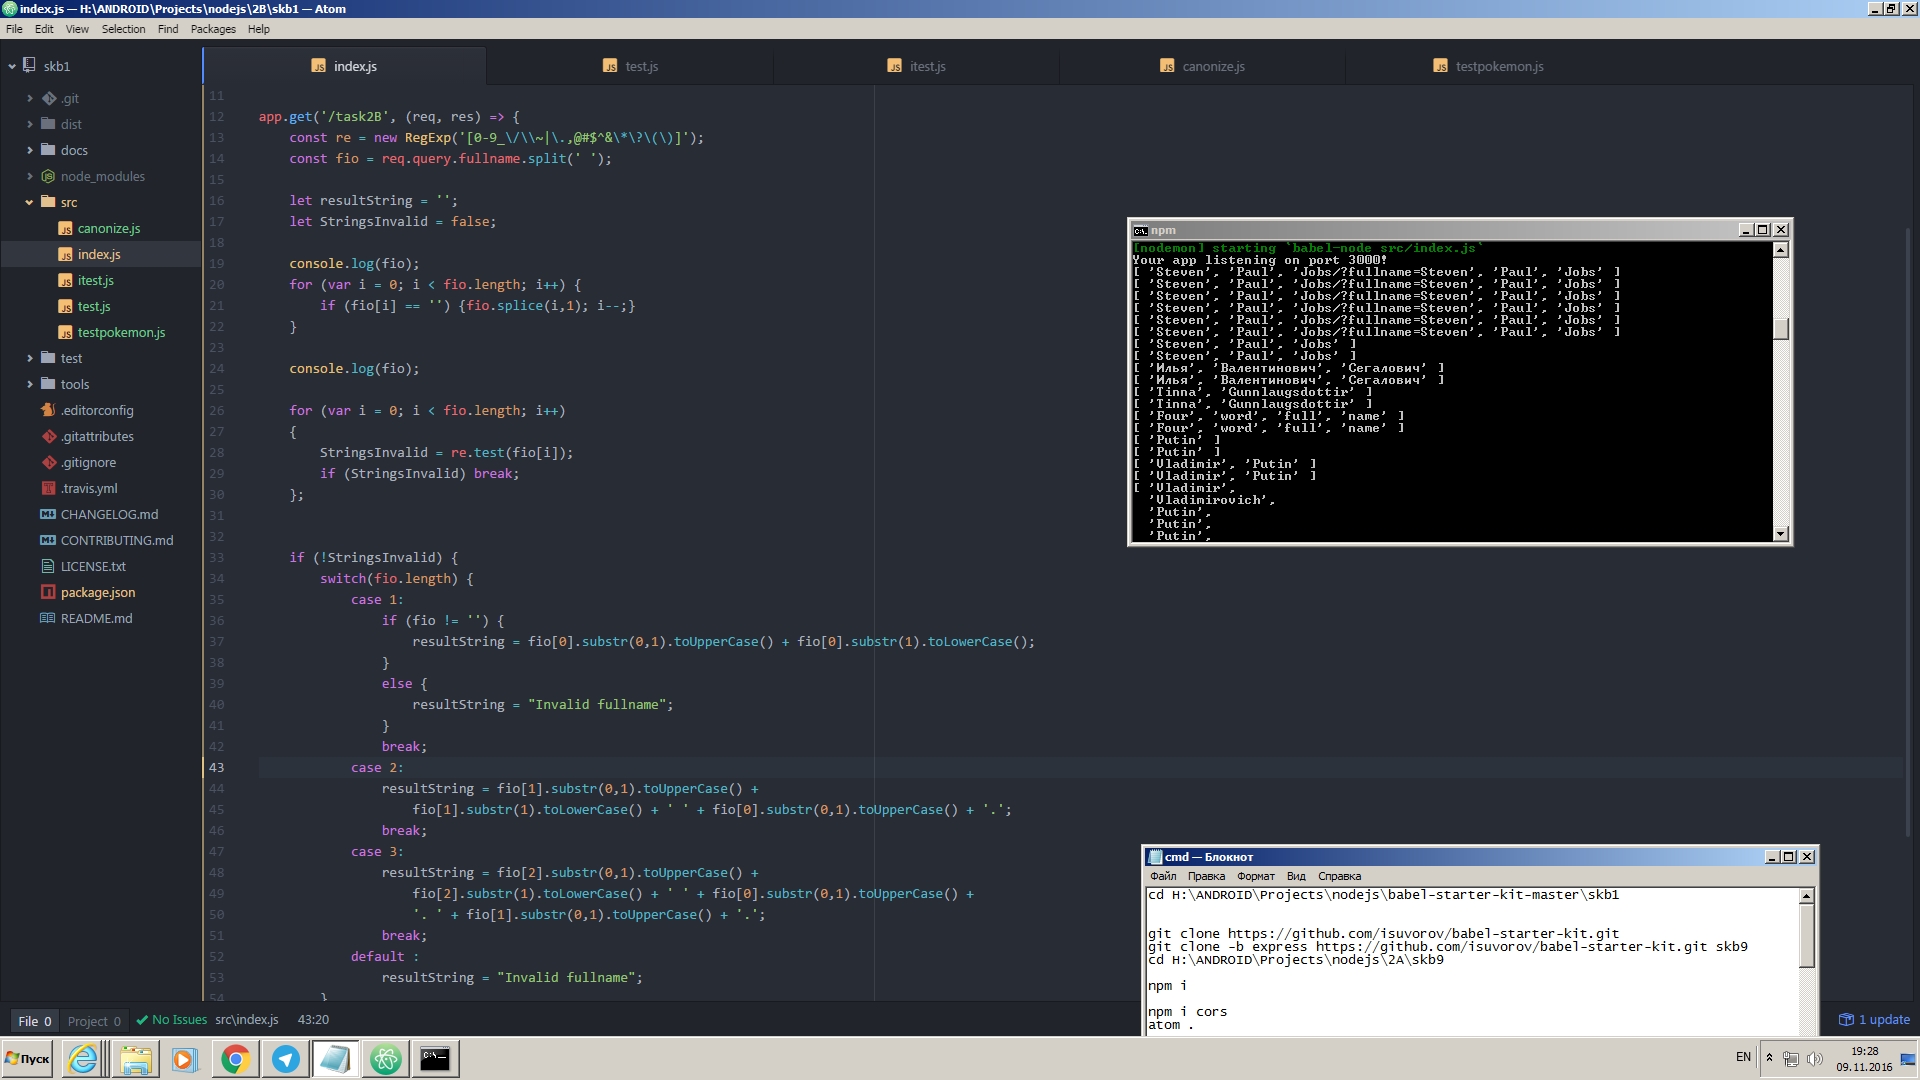 index.js — H:\ANDROID\Projects\nodejs\2B\skb1 — Atom
File Edit View Selection Find Packages Help
skb1
.git
dist
docs
node_modules
src
canonize.js
index.js
itest.js
test.js
testpokemon.js
test
tools
.editorconfig
.gitattributes
.gitignore
.travis.yml
CHANGELOG.md
CONTRIBUTING.md
LICENSE.txt
package.json
README.md
index.js test.js itest.js canonize.js testpokemon.js
11
12 app.get('/task2B', (req, res) => {
13 const re = new RegExp('[0-9_\/\\~|\.,@#$^&\*\?\(\)]');
14 const fio = req.query.fullname.split(' ');
15
16 let resultString = '';
17 let StringsInvalid = false;
18
19 console.log(fio);
20 for (var i = 0; i < fio.length; i++) {
21 if (fio[i] == '') {fio.splice(i,1); i--;}
22 }
23
24 console.log(fio);
25
26 for (var i = 0; i < fio.length; i++)
27 {
28 StringsInvalid = re.test(fio[i]);
29 if (StringsInvalid) break;
30 };
31
32
33 if (!StringsInvalid) {
34 switch(fio.length) {
35 case 1:
36 if (fio != '') {
37 resultString = fio[0].substr(0,1).toUpperCase() + fio[0].substr(1).toLowerCase();
38 }
39 else {
40 resultString = "Invalid fullname";
41 }
42 break;
43 case 2:
44 resultString = fio[1].substr(0,1).toUpperCase() +
45 fio[1].substr(1).toLowerCase() + ' ' + fio[0].substr(0,1).toUpperCase() + '.';
46 break;
47 case 3:
48 resultString = fio[2].substr(0,1).toUpperCase() +
49 fio[2].substr(1).toLowerCase() + ' ' + fio[0].substr(0,1).toUpperCase() +
50 '. ' + fio[1].substr(0,1).toUpperCase() + '.';
51 break;
52 default :
53 resultString = "Invalid fullname";
54 }
npm
[nodemon] starting `babel-node src/index.js`
Your app listening on port 3000!
[ 'Steven', 'Paul', 'Jobs/?fullname=Steven', 'Paul', 'Jobs' ]
[ 'Steven', 'Paul', 'Jobs/?fullname=Steven', 'Paul', 'Jobs' ]
[ 'Steven', 'Paul', 'Jobs/?fullname=Steven', 'Paul', 'Jobs' ]
[ 'Steven', 'Paul', 'Jobs/?fullname=Steven', 'Paul', 'Jobs' ]
[ 'Steven', 'Paul', 'Jobs/?fullname=Steven', 'Paul', 'Jobs' ]
[ 'Steven', 'Paul', 'Jobs/?fullname=Steven', 'Paul', 'Jobs' ]
[ 'Steven', 'Paul', 'Jobs' ]
[ 'Steven', 'Paul', 'Jobs' ]
[ 'Илья', 'Валентинович', 'Сегалович' ]
[ 'Илья', 'Валентинович', 'Сегалович' ]
[ 'Tinna', 'Gunnlaugsdottir' ]
[ 'Tinna', 'Gunnlaugsdottir' ]
[ 'Four', 'word', 'full', 'name' ]
[ 'Four', 'word', 'full', 'name' ]
[ 'Putin' ]
[ 'Putin' ]
[ 'Vladimir', 'Putin' ]
[ 'Vladimir', 'Putin' ]
[ 'Vladimir',
'Vladimirovich',
'Putin',
'Putin',
'Putin',
cmd — Блокнот
Файл Правка Формат Вид Справка
cd H:\ANDROID\Projects\nodejs\babel-starter-kit-master\skb1
git clone https://github.com/isuvorov/babel-starter-kit.git
git clone -b express https://github.com/isuvorov/babel-starter-kit.git skb9
cd H:\ANDROID\Projects\nodejs\2A\skb9
npm i
npm i cors
atom .
File 0 Project 0 No Issues src\index.js 43:20 1 update
Пуск EN 19:28
09.11.2016